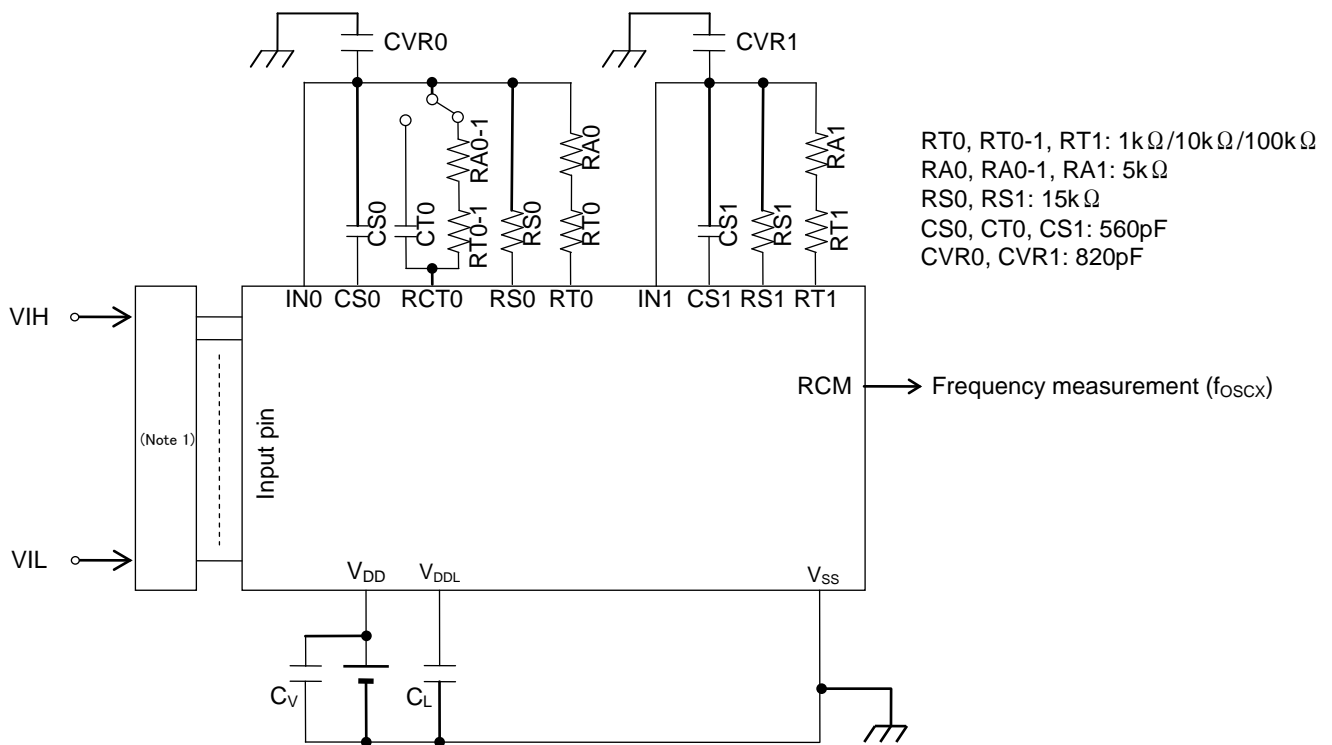 CVR0
CVR1
CS0
CT0
RA0-1
RT0-1
RS0
RA0
RT0
CS1
RS1
RA1
RT1
RT0, RT0-1, RT1: 1kΩ/10kΩ/100kΩ
RA0, RA0-1, RA1: 5kΩ
RS0, RS1: 15kΩ
CS0, CT0, CS1: 560pF
CVR0, CVR1: 820pF
IN0 CS0 RCT0 RS0 RT0 IN1 CS1 RS1 RT1
VIH
(Note 1)
Input pin
VIL
RCM
Frequency measurement (fOSCX)
VDD
VDDL
VSS
CV
CL